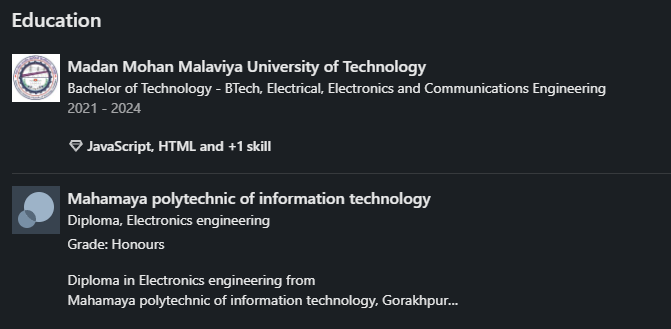 Education
Madan Mohan Malaviya University of Technology
Bachelor of Technology - BTech, Electrical, Electronics and Communications Engineering
2021 - 2024
JavaScript, HTML and +1 skill
Mahamaya polytechnic of information technology
Diploma, Electronics engineering
Grade: Honours
Diploma in Electronics engineering from
Mahamaya polytechnic of information technology, Gorakhpur...